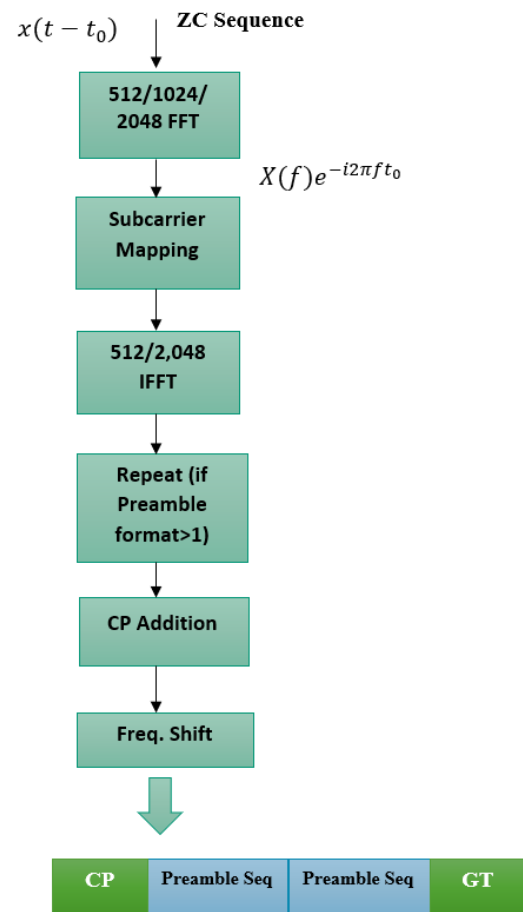 x(t − t₀)
ZC Sequence
512/1024/
2048 FFT
X(f)e^{−i2πft₀}
Subcarrier
Mapping
512/2,048
IFFT
Repeat (if
Preamble
format>1)
CP Addition
Freq. Shift
CP
Preamble Seq
Preamble Seq
GT